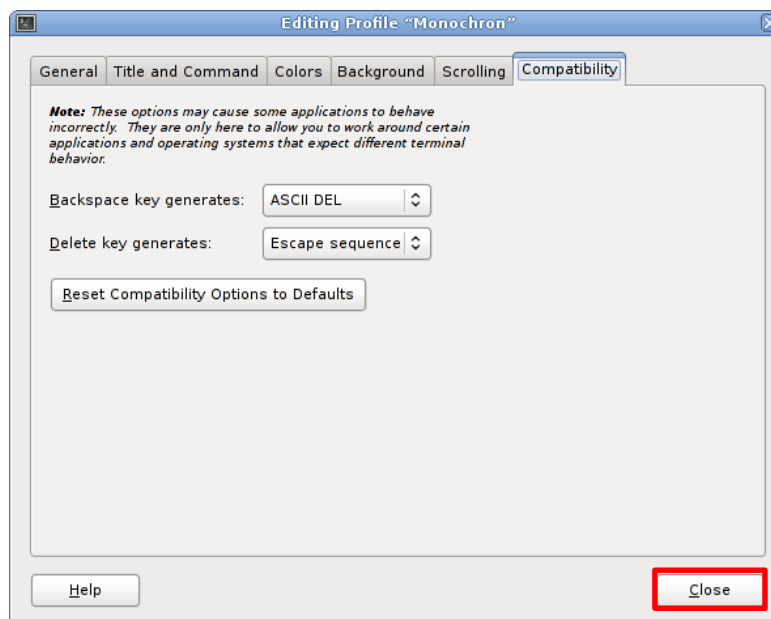 Editing Profile “Monochron”
General Title and Command Colors Background Scrolling Compatibility
Note: These options may cause some applications to behave
incorrectly. They are only here to allow you to work around certain
applications and operating systems that expect different terminal
behavior.
Backspace key generates: ASCII DEL
Delete key generates: Escape sequence
Reset Compatibility Options to Defaults
Help Close